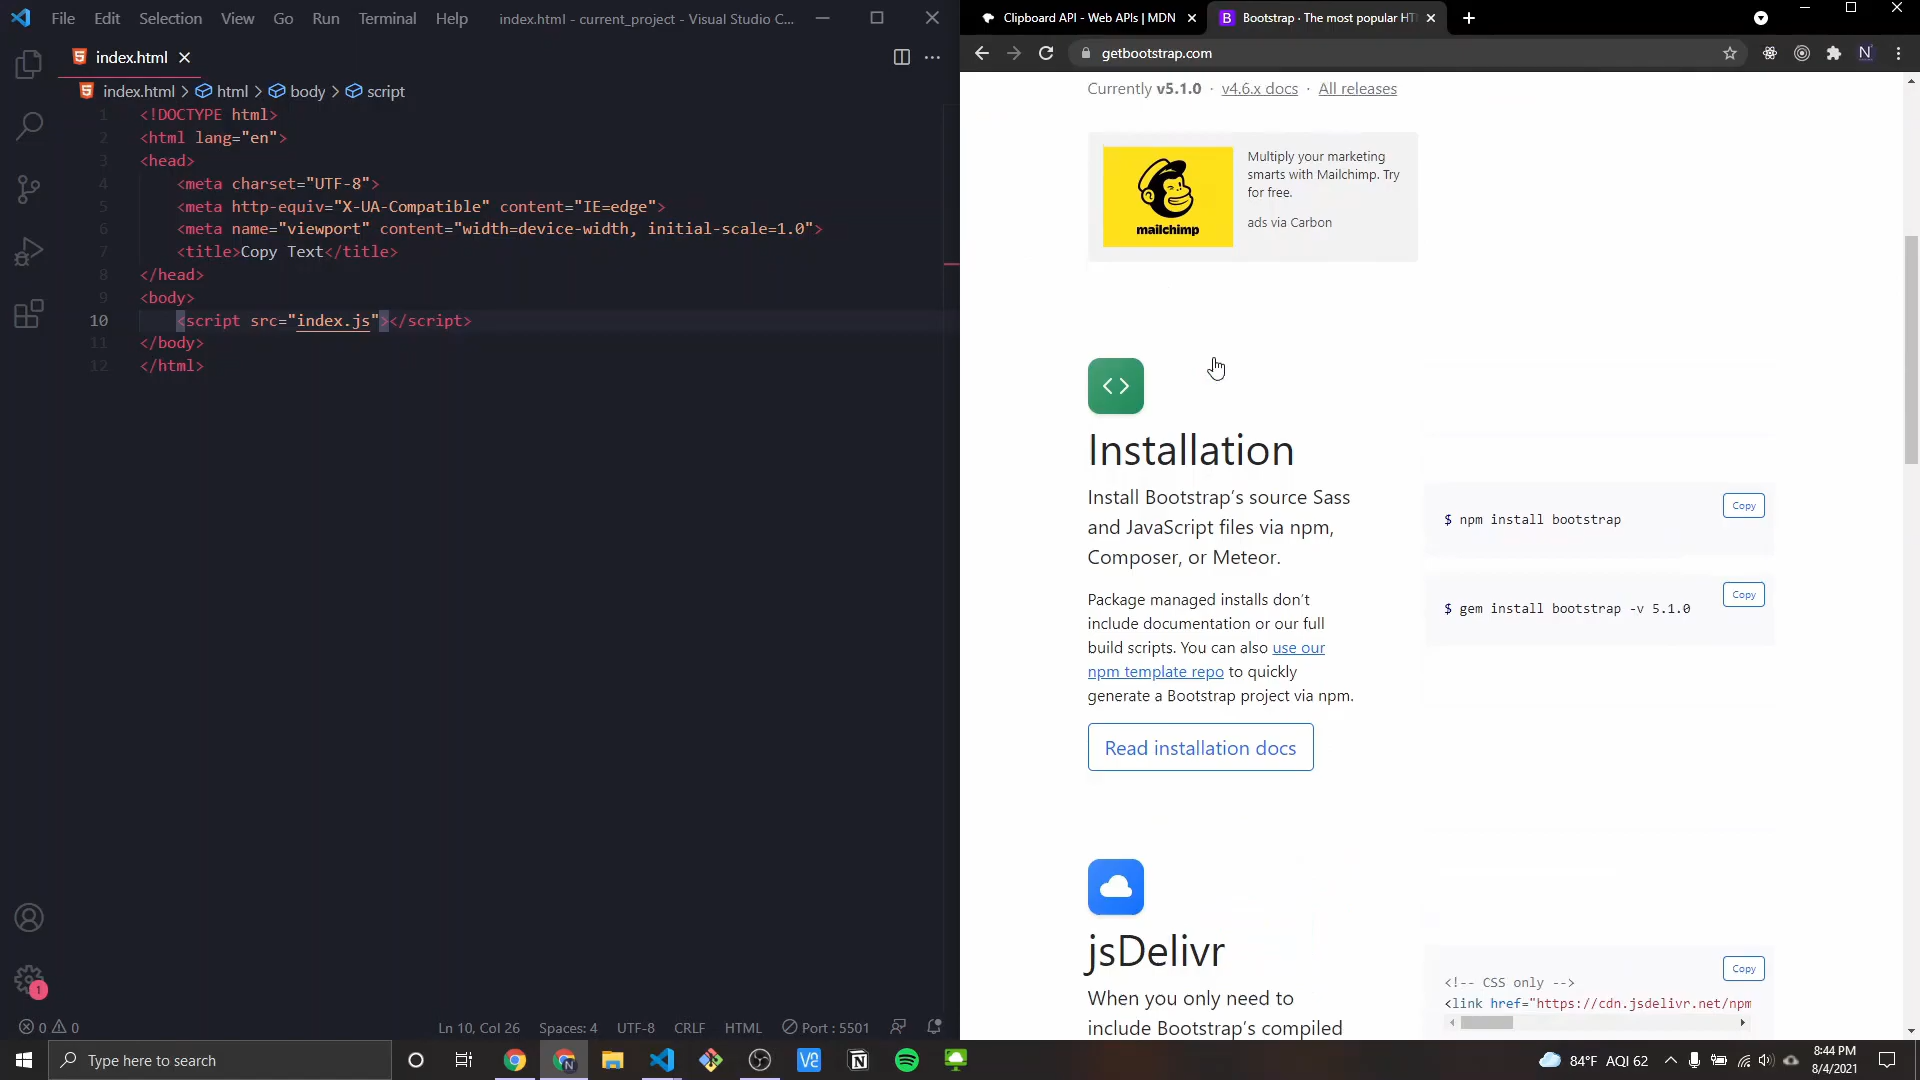 File Edit Selection View Go Run Terminal Help index.html - current_project - Visual Studio C...
index.html
index.html > html > body > script
1 <!DOCTYPE html>
2 <html lang="en">
3 <head>
4 <meta charset="UTF-8">
5 <meta http-equiv="X-UA-Compatible" content="IE=edge">
6 <meta name="viewport" content="width=device-width, initial-scale=1.0">
7 <title>Copy Text</title>
8 </head>
9 <body>
10 <script src="index.js"></script>
11 </body>
12 </html>
1
0 0
Ln 10, Col 26 Spaces: 4 UTF-8 CRLF HTML Port : 5501
Clipboard API - Web APIs | MDN
B Bootstrap · The most popular HT
getbootstrap.com
N
Currently v5.1.0 · v4.6.x docs · All releases
mailchimp
Multiply your marketing
smarts with Mailchimp. Try
for free.
ads via Carbon
Installation
Install Bootstrap’s source Sass
and JavaScript files via npm,
Composer, or Meteor.
Package managed installs don’t
include documentation or our full
build scripts. You can also use our
npm template repo to quickly
generate a Bootstrap project via npm.
Read installation docs
$ npm install bootstrap
Copy
$ gem install bootstrap -v 5.1.0
Copy
jsDelivr
When you only need to
include Bootstrap’s compiled
Copy
<!-- CSS only -->
<link href="https://cdn.jsdelivr.net/npm
Type here to search
84°F AQI 62
8:44 PM
8/4/2021